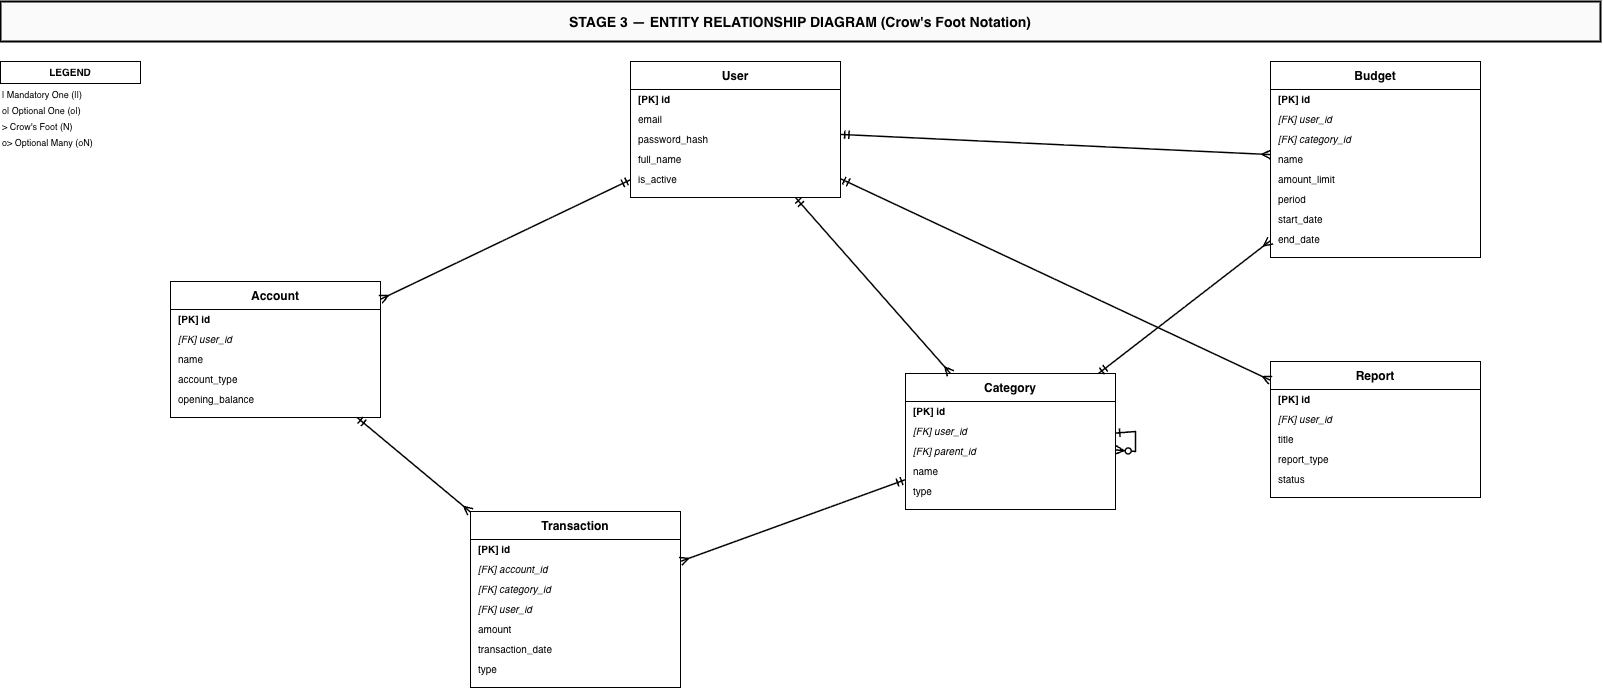 STAGE 3 — ENTITY RELATIONSHIP DIAGRAM (Crow's Foot Notation)
LEGEND
I Mandatory One (II)
oI Optional One (oI)
> Crow's Foot (N)
o> Optional Many (oN)
User
[PK] id
email
password_hash
full_name
is_active
Budget
[PK] id
[FK] user_id
[FK] category_id
name
amount_limit
period
start_date
end_date
Account
[PK] id
[FK] user_id
name
account_type
opening_balance
Category
[PK] id
[FK] user_id
[FK] parent_id
name
type
Report
[PK] id
[FK] user_id
title
report_type
status
Transaction
[PK] id
[FK] account_id
[FK] category_id
[FK] user_id
amount
transaction_date
type